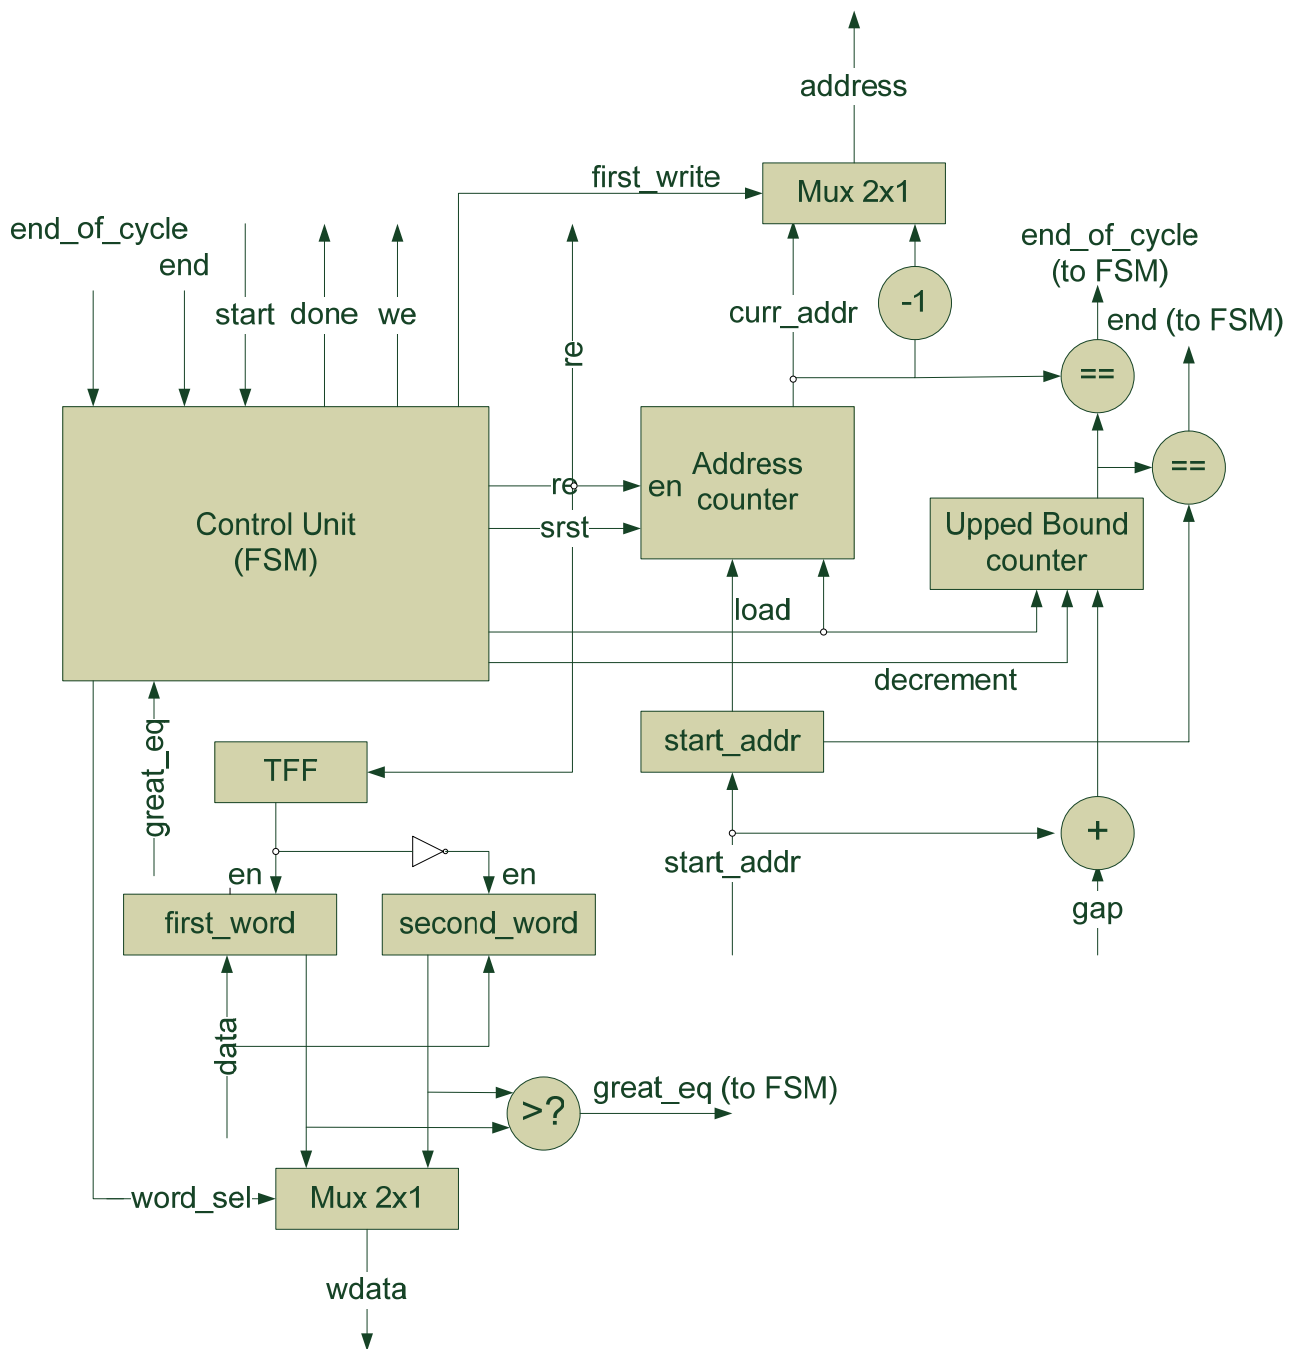 address
first_write
Mux 2x1
end_of_cycle
end
start
done
we
re
curr_addr
-1
end_of_cycle
(to FSM)
end (to FSM)
==
==
Control Unit
(FSM)
re
srst
en
Address
counter
Upped Bound
counter
load
decrement
great_eq
TFF
start_addr
+
start_addr
gap
en
en
first_word
second_word
data
>?
great_eq (to FSM)
word_sel
Mux 2x1
wdata